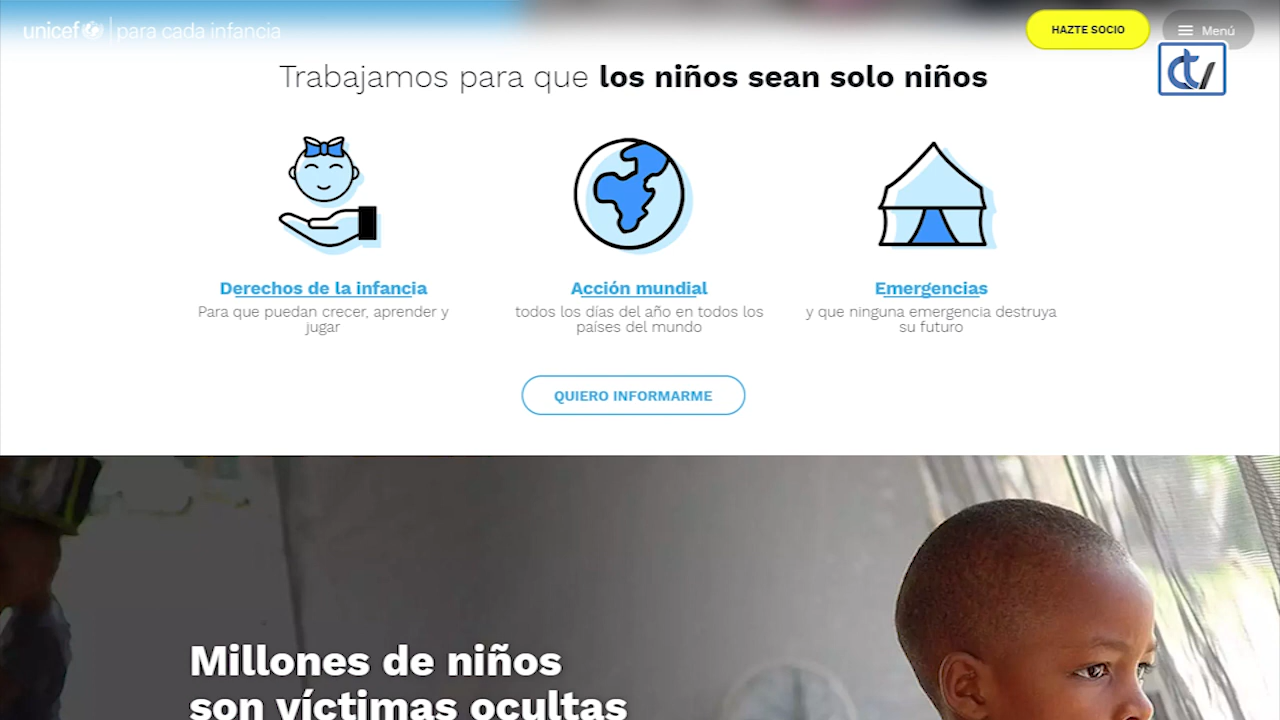 unicef | para cada infancia
HAZTE SOCIO
Menú
Trabajamos para que los niños sean solo niños
Derechos de la infancia
Para que puedan crecer, aprender y
jugar
Acción mundial
todos los días del año en todos los
países del mundo
Emergencias
y que ninguna emergencia destruya
su futuro
QUIERO INFORMARME
Millones de niños
son víctimas ocultas